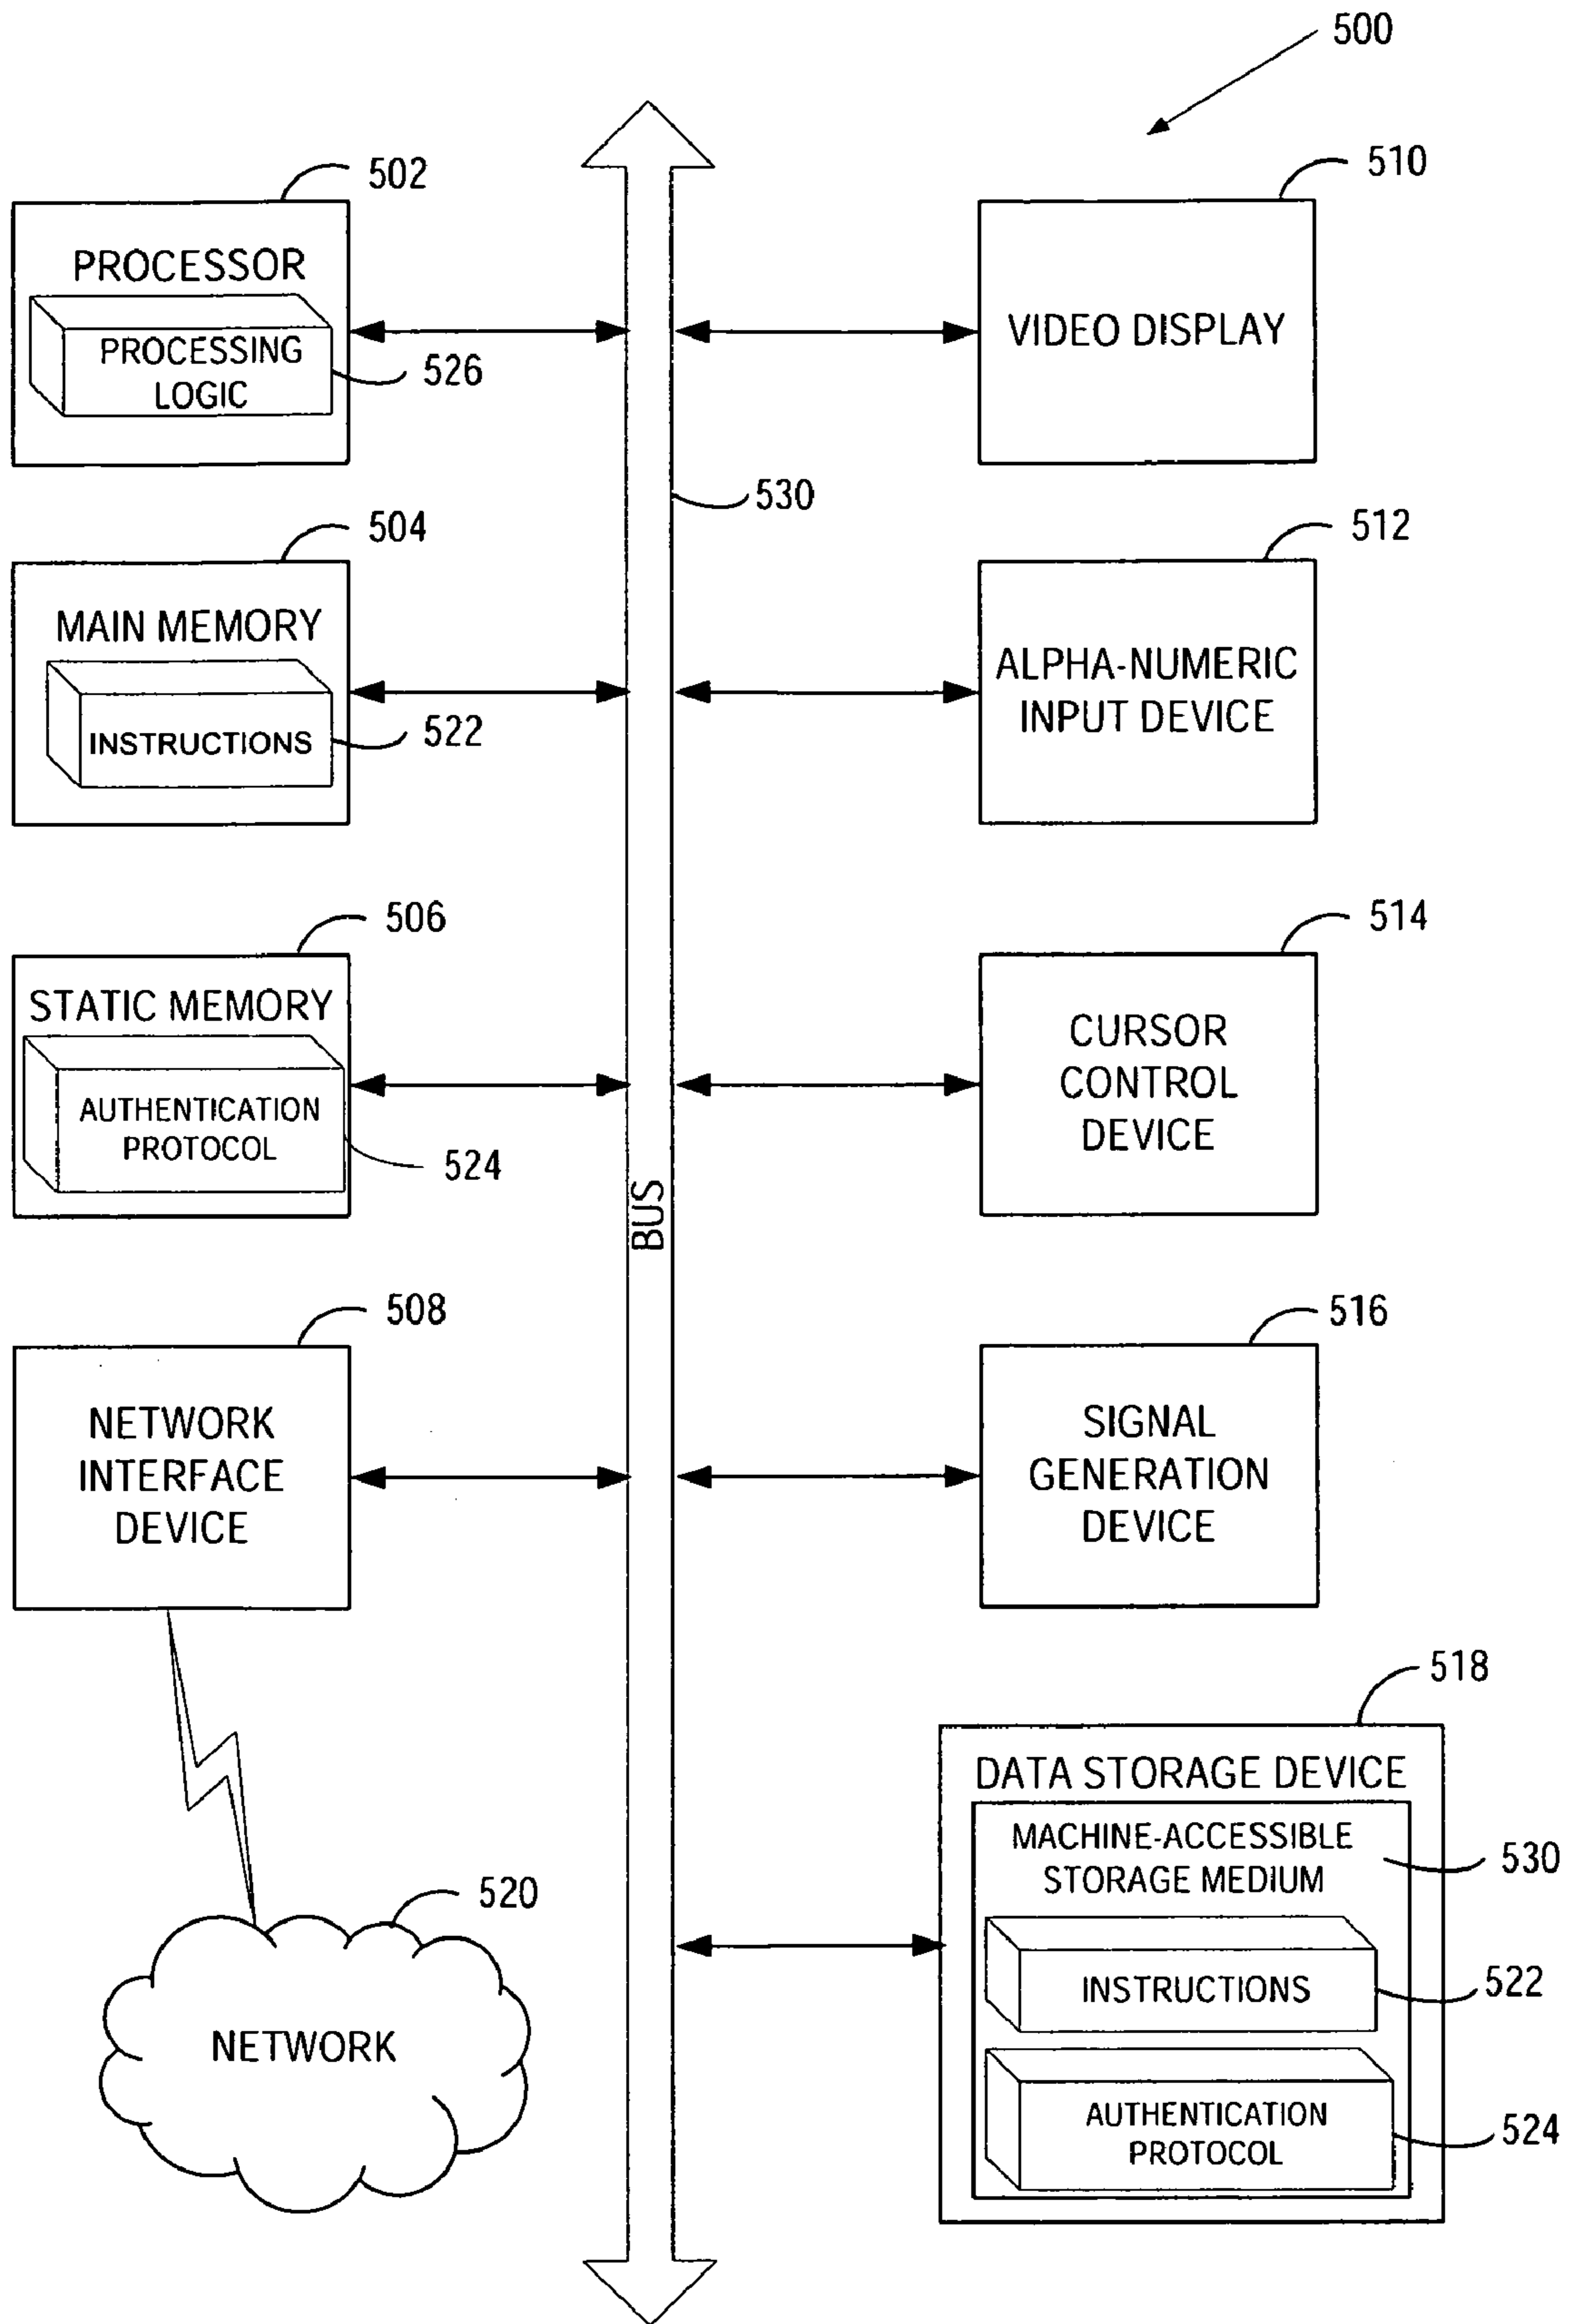 500
502
PROCESSOR
PROCESSING
LOGIC
526
510
VIDEO DISPLAY
530
504
MAIN MEMORY
INSTRUCTIONS
522
512
ALPHA-NUMERIC
INPUT DEVICE
506
STATIC MEMORY
AUTHENTICATION
PROTOCOL
524
514
CURSOR
CONTROL
DEVICE
BUS
508
NETWORK
INTERFACE
DEVICE
516
SIGNAL
GENERATION
DEVICE
520
NETWORK
518
DATA STORAGE DEVICE
MACHINE-ACCESSIBLE
STORAGE MEDIUM
530
INSTRUCTIONS
522
AUTHENTICATION
PROTOCOL
524